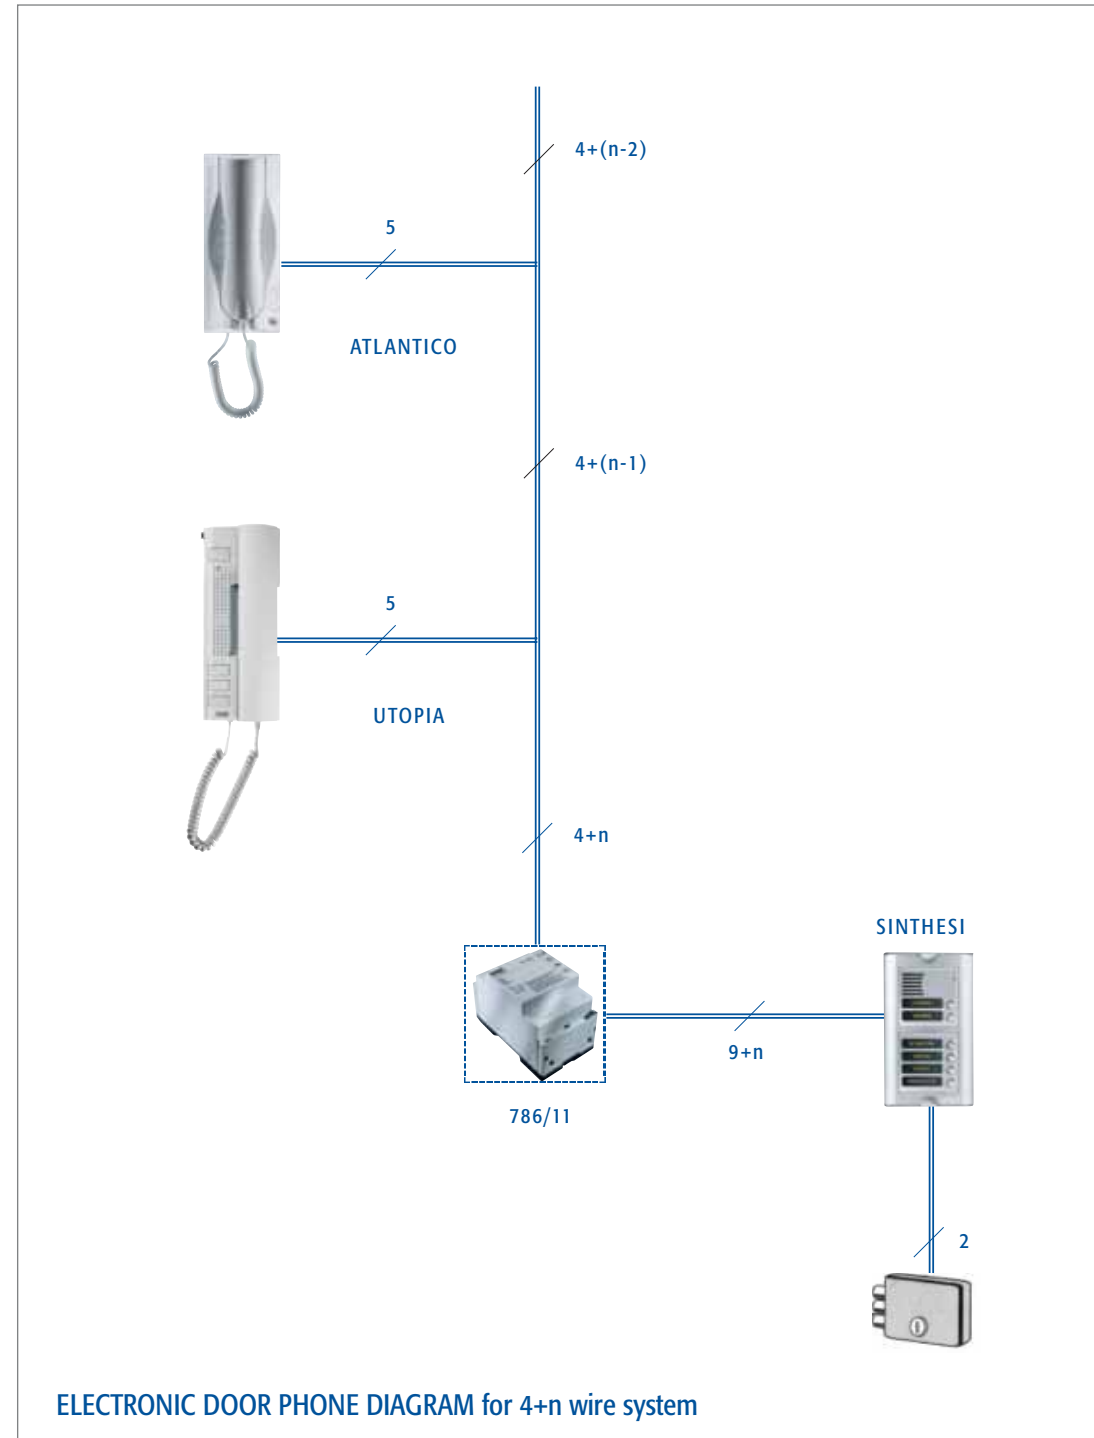 4+(n-2)
5
ATLANTICO
4+(n-1)
5
UTOPIA
4+n
SINTHESI
9+n
786/11
2
ELECTRONIC DOOR PHONE DIAGRAM for 4+n wire system